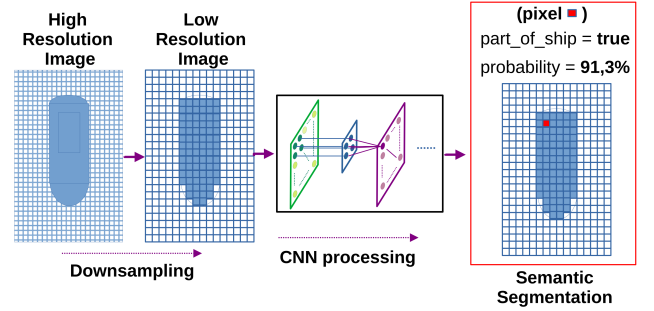 High
Resolution
Image
Low
Resolution
Image
(pixel )
part_of_ship = true
probability = 91,3%
Downsampling
CNN processing
Semantic
Segmentation